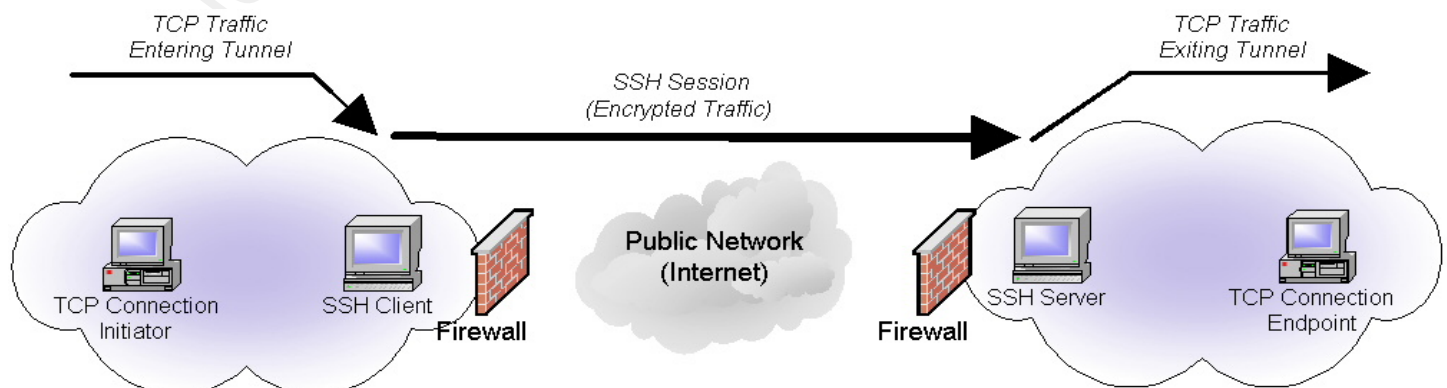 TCP Traffic
Entering Tunnel
TCP Traffic
Exiting Tunnel
SSH Session
(Encrypted Traffic)
Public Network
(Internet)
TCP Connection
Initiator
SSH Client
Firewall
Firewall
SSH Server
TCP Connection
Endpoint